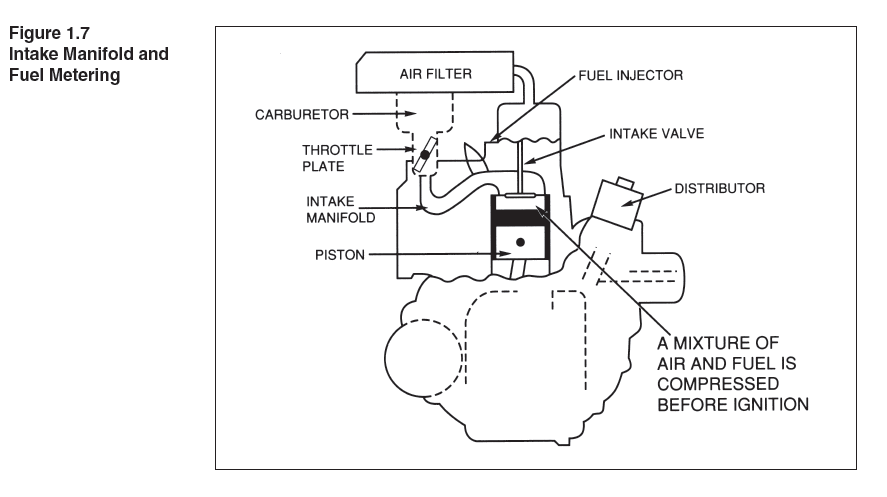 Figure 1.7
Intake Manifold and
Fuel Metering
AIR FILTER
FUEL INJECTOR
CARBURETOR
INTAKE VALVE
THROTTLE
PLATE
DISTRIBUTOR
INTAKE
MANIFOLD
PISTON
A MIXTURE OF
AIR AND FUEL IS
COMPRESSED
BEFORE IGNITION